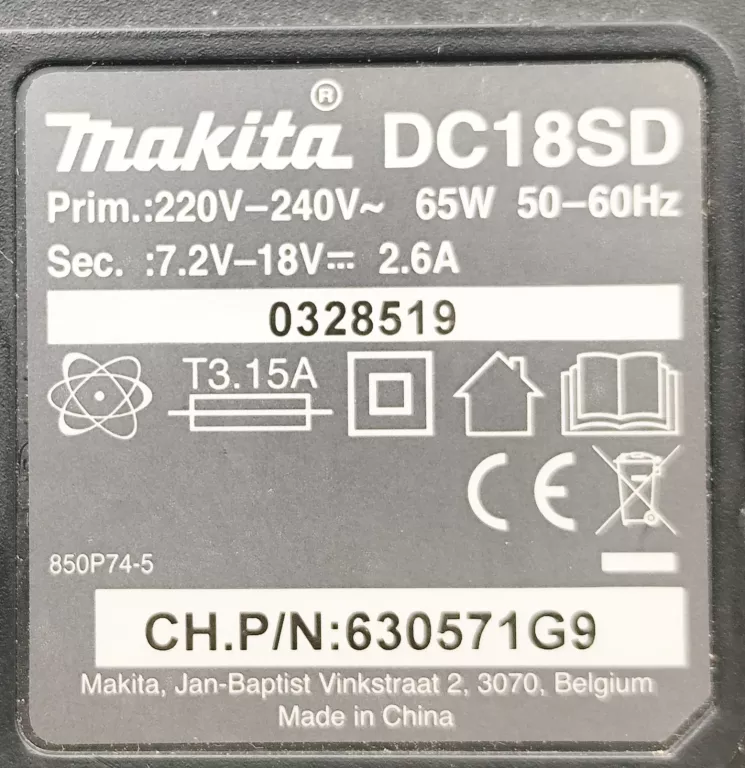 makita® DC18SD
Prim.:220V–240V~ 65W 50–60Hz
Sec. :7.2V–18V⎓ 2.6A
0328519
T3.15A
CE
850P74-5
CH.P/N:630571G9
Makita, Jan-Baptist Vinkstraat 2, 3070, Belgium
Made in China